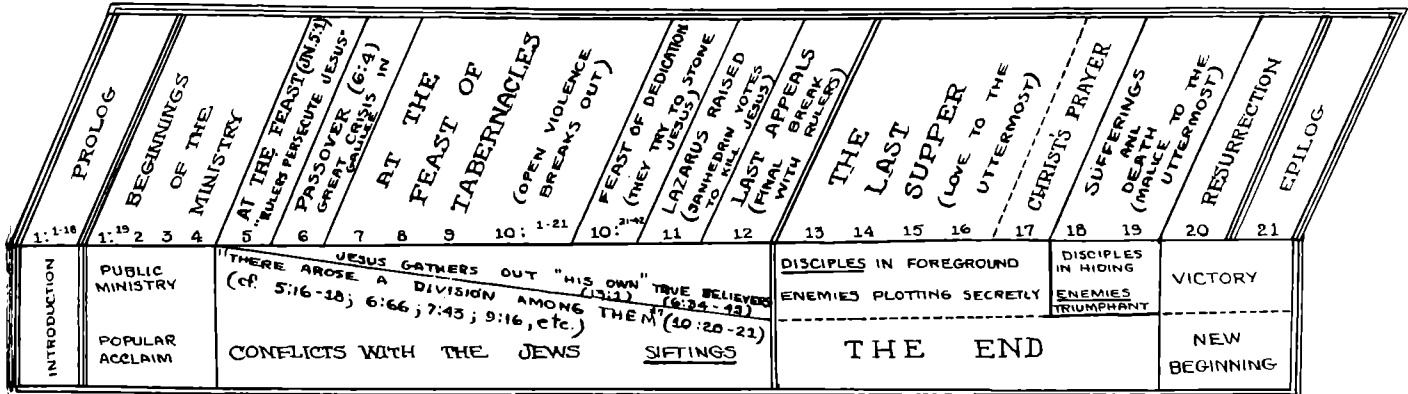 PROLOG
BEGINNINGS
OF THE
MINISTRY
AT THE FEAST (JN. 5:1)
"RULERS PERSECUTE JESUS"
PASSOVER (6:4)
GREAT CRISIS IN
GALILEE
AT THE
FEAST OF
TABERNACLES
(OPEN VIOLENCE
BREAKS OUT)
FEAST OF DEDICATION
(THEY TRY TO STONE
JESUS)
LAZARUS RAISED
(SANHEDRIN VOTES
TO KILL JESUS)
LAST APPEALS
(FINAL BREAK
WITH RULERS)
THE
LAST
SUPPER
(LOVE TO THE
UTTERMOST)
CHRISTS PRAYER
SUFFERINGS
AND
DEATH
(MALICE TO THE
UTTERMOST)
RESURRECTION
EPILOG
1:1-18 1:19 2 3 4 5 6 7 8 9 10:1-21 10:21-42 11 12 13 14 15 16 17 18 19 20 21
INTRODUCTION
PUBLIC
MINISTRY
POPULAR
ACCLAIM
JESUS GATHERS OUT "HIS OWN" TRUE BELIEVERS
(13:1)
"THERE AROSE A DIVISION AMONG THEM" (10:20-21)
(cf. 5:16-18; 6:66; 7:43; 9:16, etc.)
CONFLICTS WITH THE JEWS SIFTINGS
DISCIPLES IN FOREGROUND
ENEMIES PLOTTING SECRETLY
THE END
DISCIPLES
IN HIDING
ENEMIES
TRIUMPHANT
VICTORY
NEW
BEGINNING